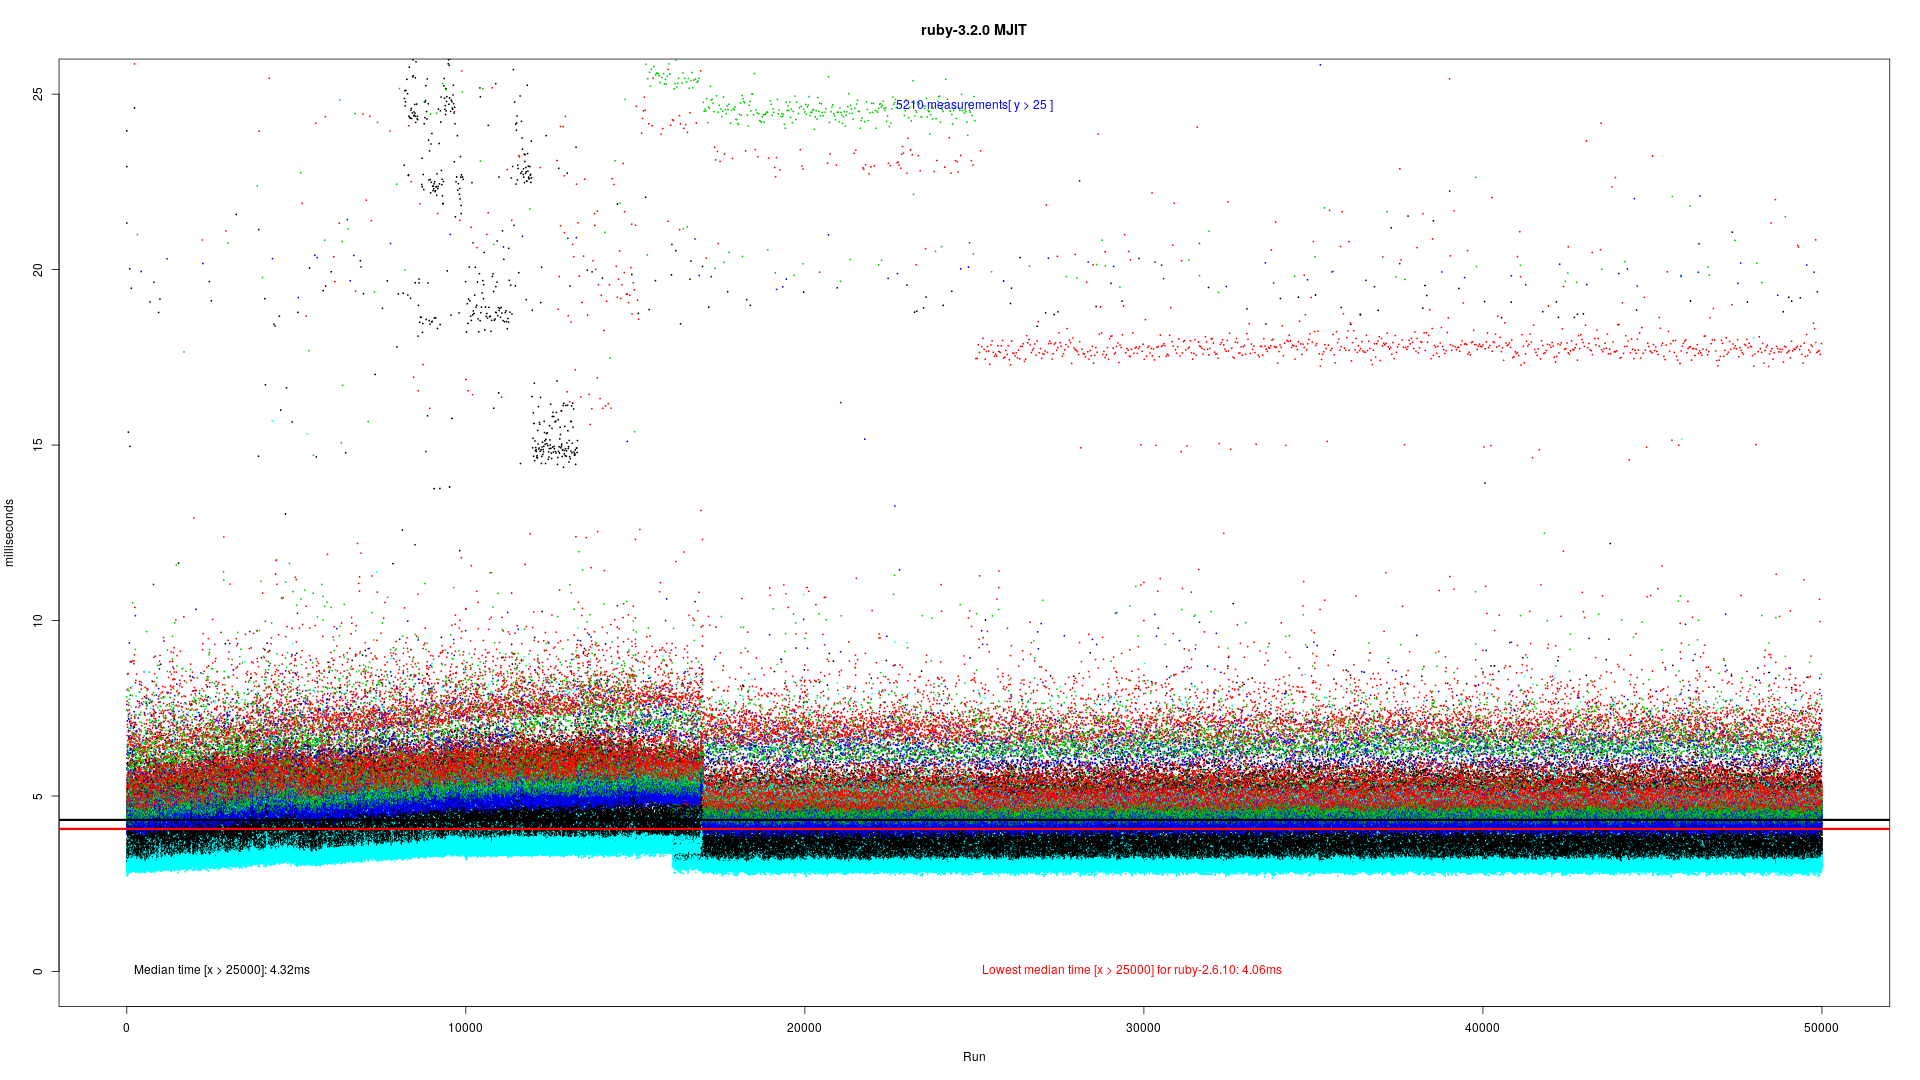 ruby-3.2.0 MJIT
25
5210 measurements[ y > 25 ]
20
15
milliseconds
10
5
0
Median time [x > 25000]: 4.32ms
Lowest median time [x > 25000] for ruby-2.6.10: 4.06ms
0
10000
20000
30000
40000
50000
Run